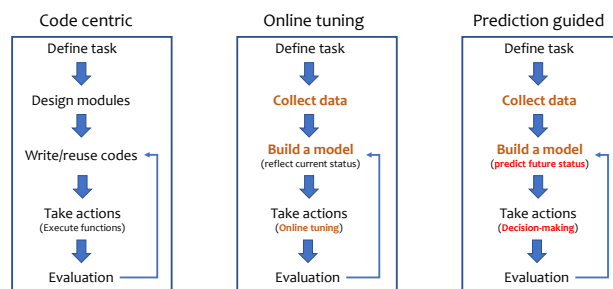 Code centric
Define task
Design modules
Write/reuse codes
Take actions
(Execute functions)
Evaluation
Online tuning
Define task
Collect data
Build a model
(reflect current status)
Take actions
(Online tuning)
Evaluation
Prediction guided
Define task
Collect data
Build a model
(predict future status)
Take actions
(Decision-making)
Evaluation